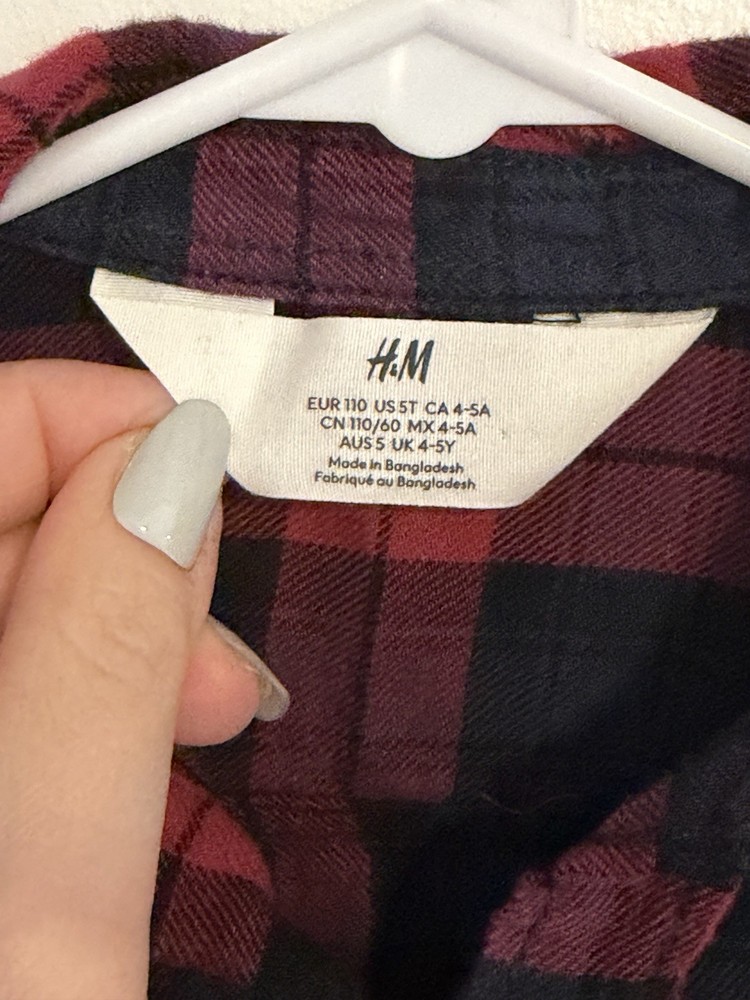 H&M
EUR 110 US 5T CA 4-5A
CN 110/60 MX 4-5A
AUS 5 UK 4-5Y
Made in Bangladesh
Fabriqué au Bangladesh